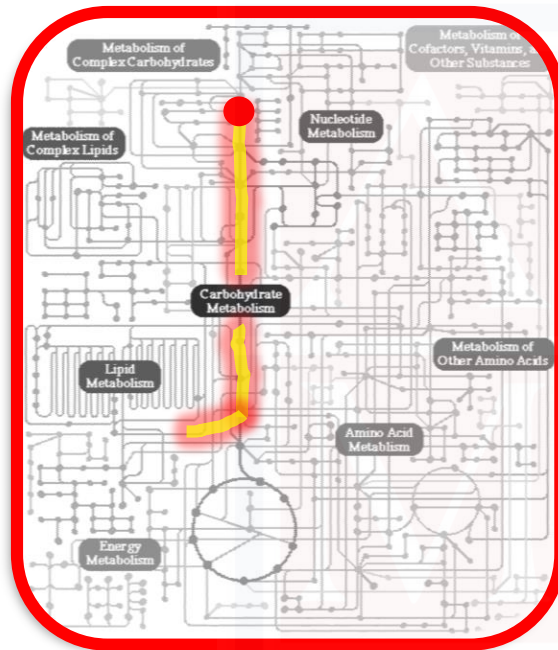 Metabolism of
Complex Carbohydrates
Metabolism of
Cofactors, Vitamins, a
Other Substances
Nucleotide
Metabolism
Metabolism of
Complex Lipids
Carbohydrate
Metabolism
Metabolism of
Other Amino Acids
Lipid
Metabolism
Amino Acid
Metablism
Energy
Metabolism